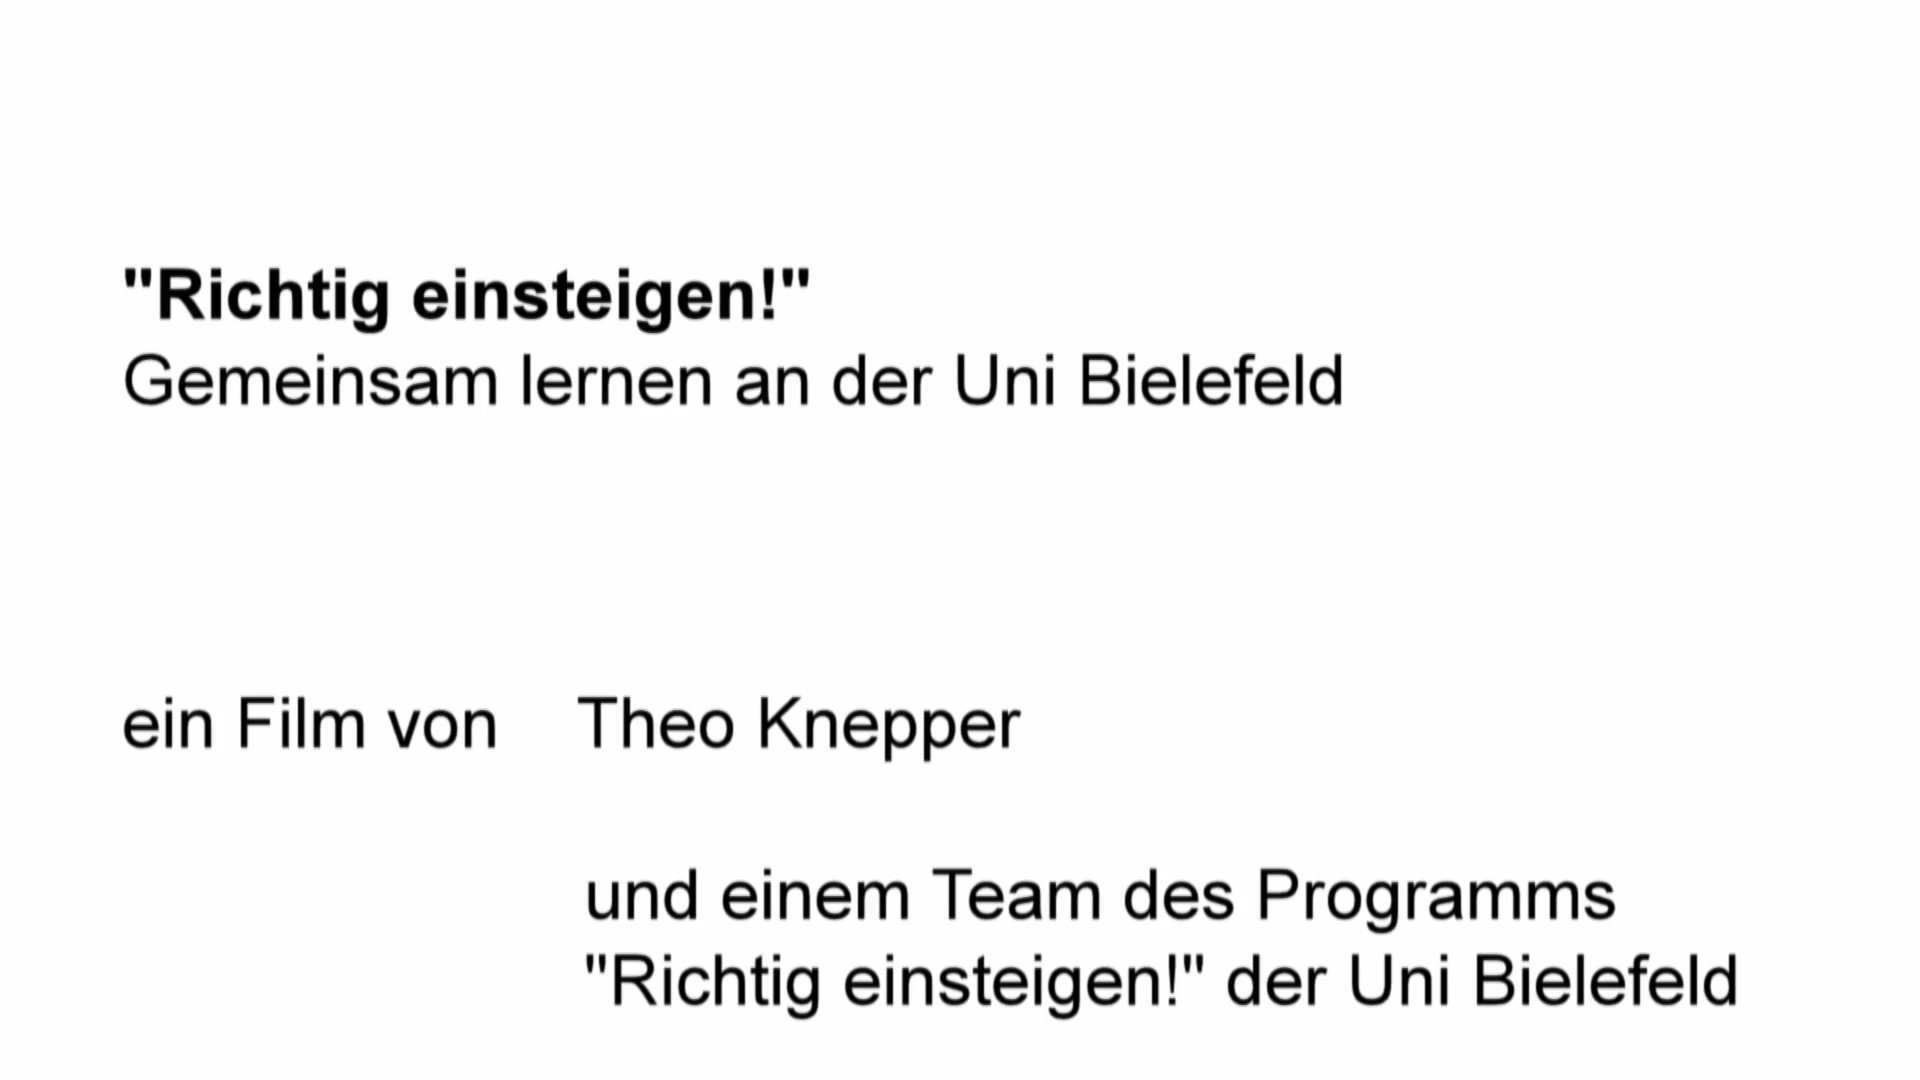 "Richtig einsteigen!"
Gemeinsam lernen an der Uni Bielefeld
ein Film von Theo Knepper
und einem Team des Programms
"Richtig einsteigen!" der Uni Bielefeld